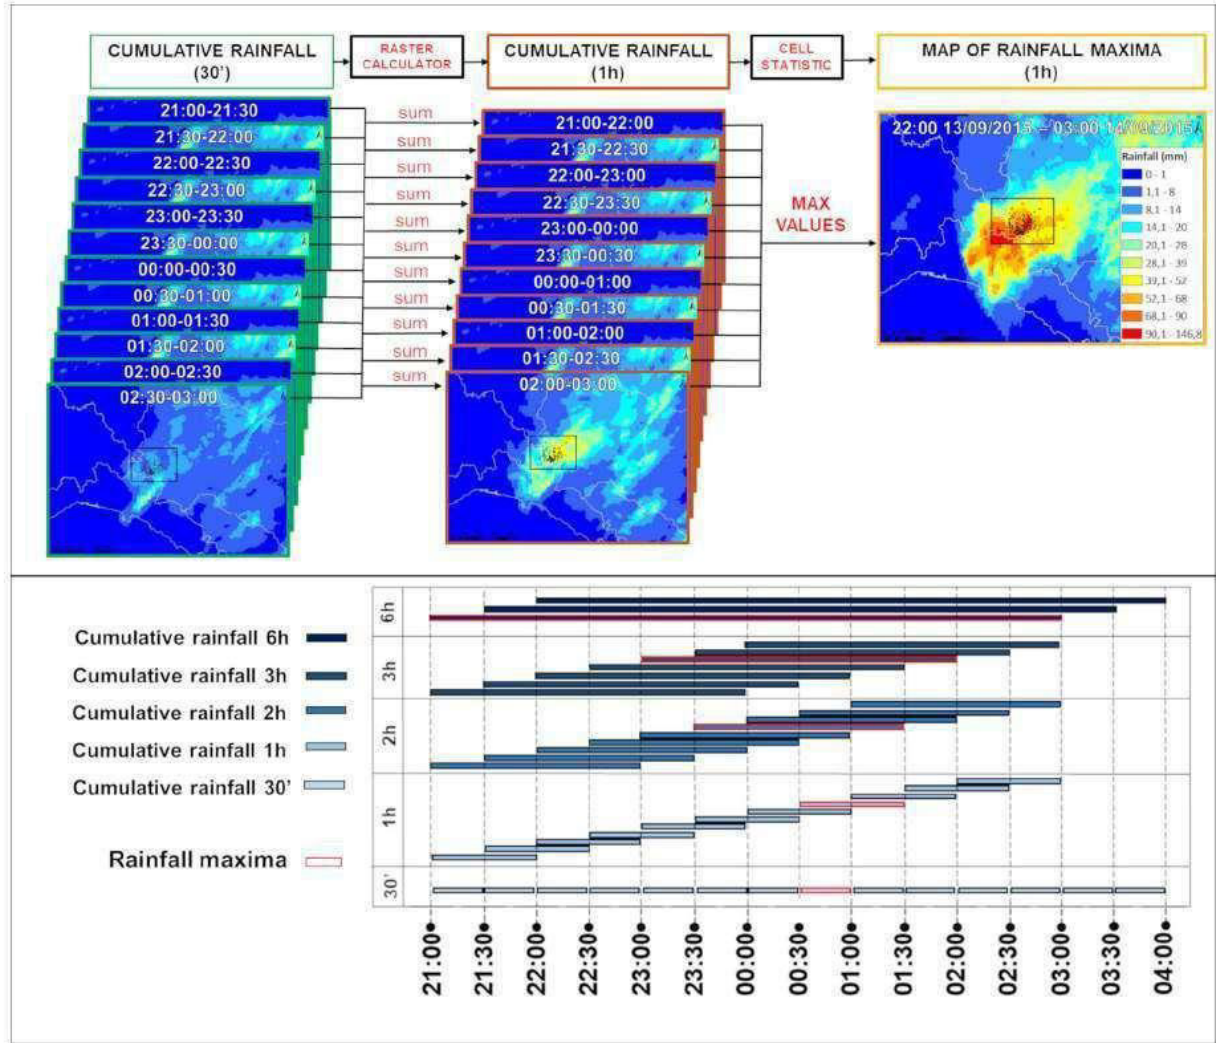 CUMULATIVE RAINFALL
(30')
RASTER
CALCULATOR
CUMULATIVE RAINFALL
(1h)
CELL
STATISTIC
MAP OF RAINFALL MAXIMA
(1h)
21:00-21:30
21:30-22:00
22:00-22:30
22:30-23:00
23:00-23:30
23:30-00:00
00:00-00:30
00:30-01:00
01:00-01:30
01:30-02:00
02:00-02:30
02:30-03:00
sum
sum
sum
sum
sum
sum
sum
sum
sum
sum
sum
21:00-22:00
21:30-22:30
22:00-23:00
22:30-23:30
23:00-00:00
23:30-00:30
00:00-01:00
00:30-01:30
01:00-02:00
01:30-02:30
02:00-03:00
MAX
VALUES
22:00 13/09/2015 – 03:00 14/09/2015
Rainfall (mm)
0 - 1
1,1 - 8
8,1 - 14
14,1 - 20
20,1 - 28
28,1 - 39
39,1 - 52
52,1 - 68
68,1 - 90
90,1 - 146,8
Cumulative rainfall 6h
Cumulative rainfall 3h
Cumulative rainfall 2h
Cumulative rainfall 1h
Cumulative rainfall 30'
Rainfall maxima
6h
3h
2h
1h
30'
21:00
21:30
22:00
22:30
23:00
23:30
00:00
00:30
01:00
01:30
02:00
02:30
03:00
03:30
04:00